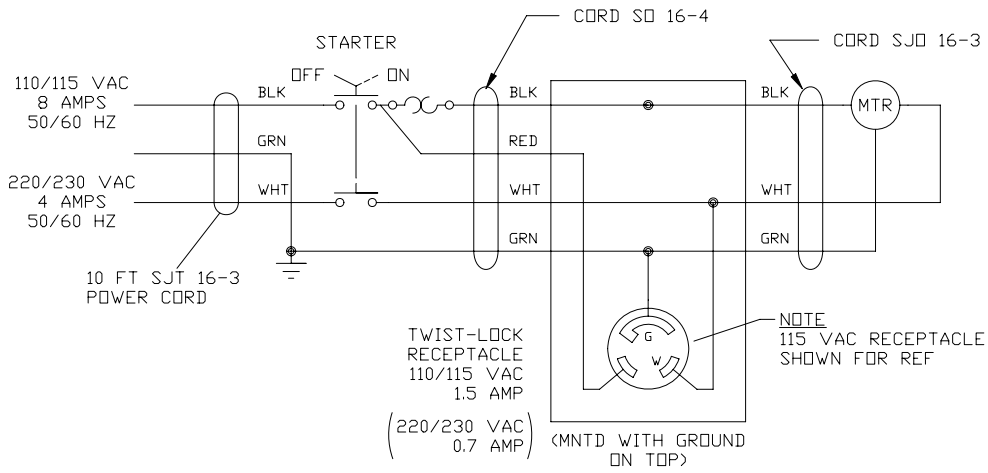 CORD SO 16-4
STARTER
CORD SJO 16-3
OFF
ON
110/115 VAC
8 AMPS
50/60 HZ
BLK
BLK
BLK
MTR
GRN
RED
220/230 VAC
4 AMPS
50/60 HZ
WHT
WHT
WHT
GRN
GRN
10 FT SJT 16-3
POWER CORD
TWIST-LOCK
RECEPTACLE
110/115 VAC
1.5 AMP
(220/230 VAC
0.7 AMP)
G
W
NOTE
115 VAC RECEPTACLE
SHOWN FOR REF
(MNTD WITH GROUND
ON TOP)